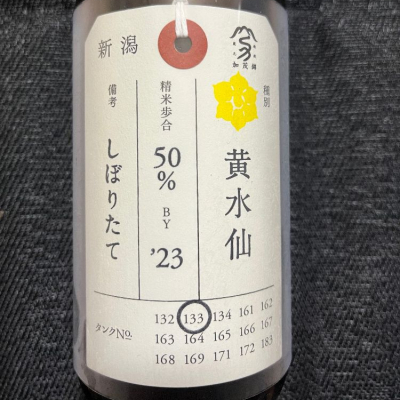 新潟
加茂錦
種別
黄水仙
精米歩合
50%
BY
'23
備考
しぼりたて
タンクNo.
132 133 134 161 162
163 164 165 166 167
168 169 171 172 183